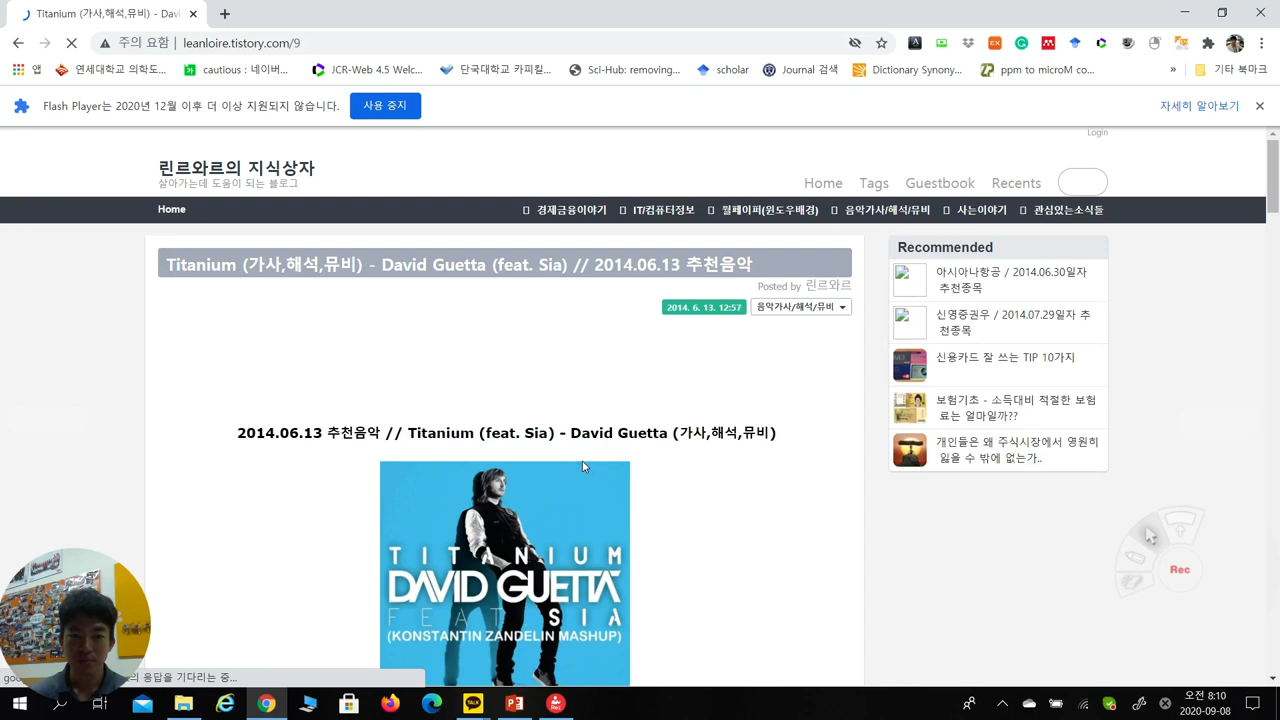 Titanium (가사,해석,뮤비) - Davi
주의 요함
leanloire.tistory.com/9
앱
연세대학교 의학도...
cautious : 네이버...
JCR-Web 4.5 Welc...
단국대학교 카피킬...
Sci-Hub: removing...
scholar
Journal 검색
Dictionary Synony...
ppm to microM co...
»
기타 북마크
Flash Player는 2020년 12월 이후 더 이상 지원되지 않습니다.
사용 중지
자세히 알아보기
Login
린르와르의 지식상자
살아가는데 도움이 되는 블로그
Home
Tags
Guestbook
Recents
Home
경제금융이야기
IT/컴퓨터정보
월페이퍼(윈도우배경)
음악가사/해석/뮤비
사는이야기
관심있는소식들
Titanium (가사,해석,뮤비) - David Guetta (feat. Sia) // 2014.06.13 추천음악
Posted by 린르와르
2014. 6. 13. 12:57
음악가사/해석/뮤비
2014.06.13 추천음악 // Titanium (feat. Sia) - David Guetta (가사,해석,뮤비)
TITANIUM
DAVID GUETTA
FEAT SIA
(KONSTANTIN ZANDELIN MASHUP)
Recommended
아시아나항공 / 2014.06.30일자
추천종목
신영증권우 / 2014.07.29일자 추
천종목
신용카드 잘 쓰는 TIP 10가지
보험기초 - 소득대비 적절한 보험
료는 얼마일까??
개인들은 왜 주식시장에서 영원히
잃을 수 밖에 없는가..
Rec
의 응답을 기다리는 중...
TALK
오전 8:10
2020-09-08